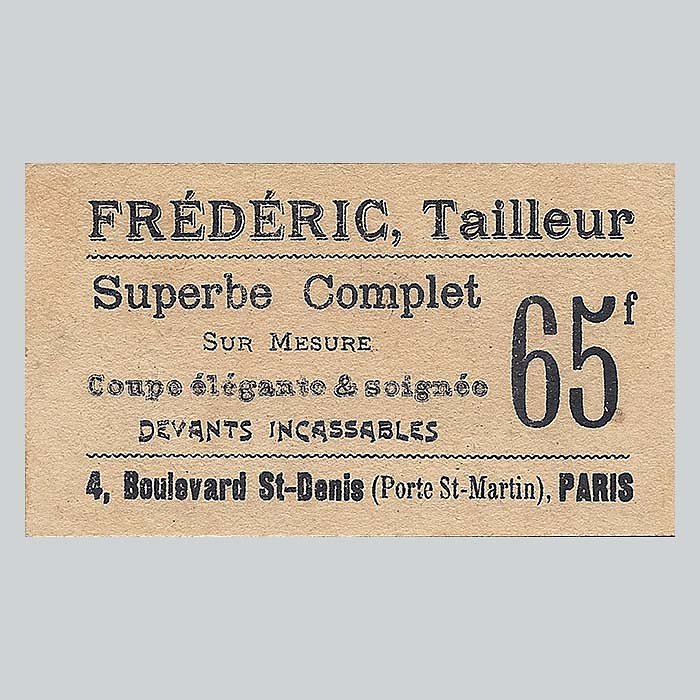 FRÉDÉRIC, Tailleur
Superbe Complet
SUR MESURE
65f
Coupe élégante & soignée
DEVANTS INCASSABLES
4, Boulevard St-Denis (Porte St-Martin), PARIS